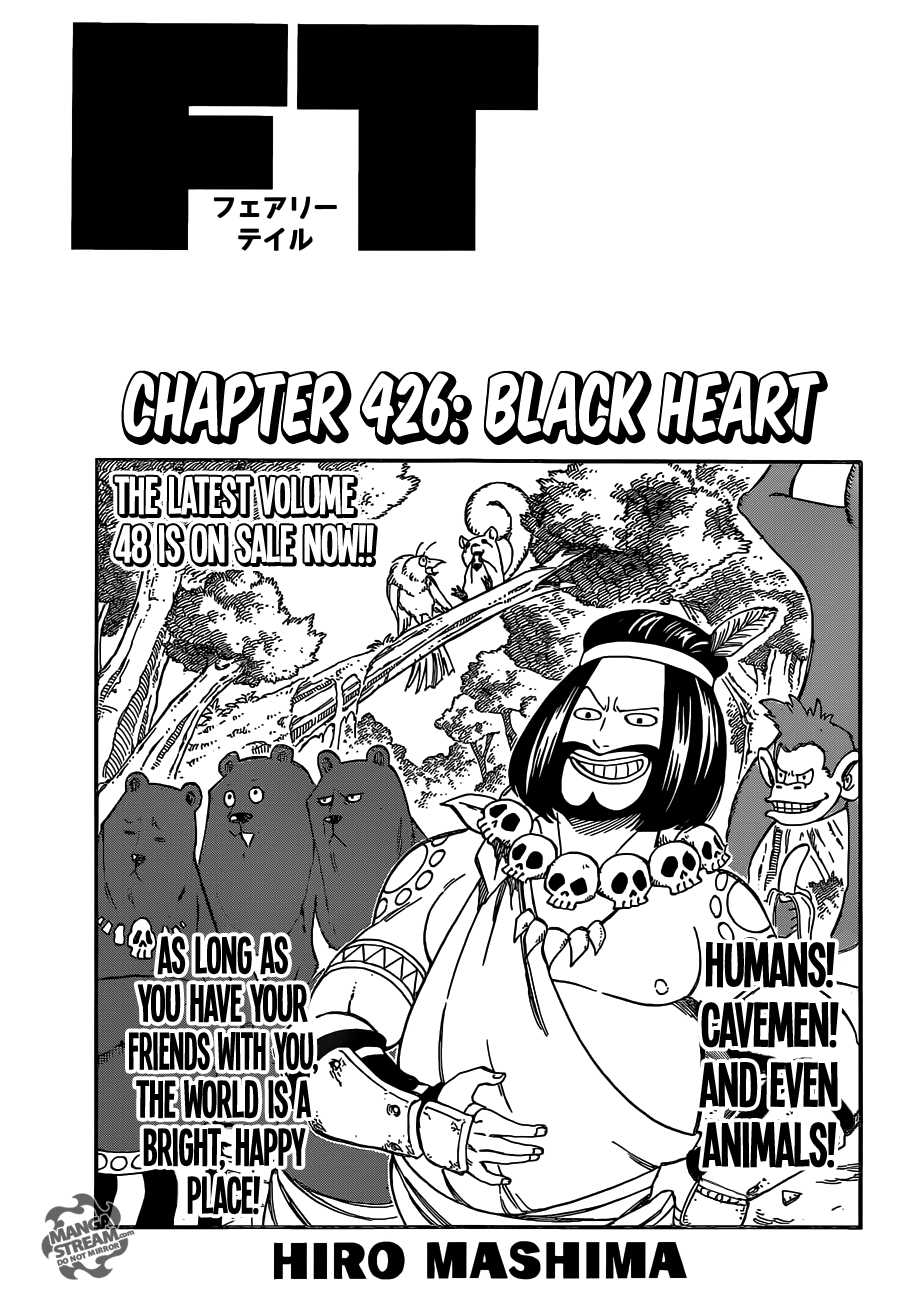 FT
フェアリー
テイル
CHAPTER 426: BLACK HEART
THE LATEST VOLUME
48 IS ON SALE NOW!!
HUMANS!
CAVEMEN!
AND EVEN
ANIMALS!
AS LONG AS
YOU HAVE YOUR
FRIENDS WITH YOU,
THE WORLD IS A
BRIGHT, HAPPY
PLACE!
MANGA
STREAM.com
DO NOT MIRROR
HIRO MASHIMA